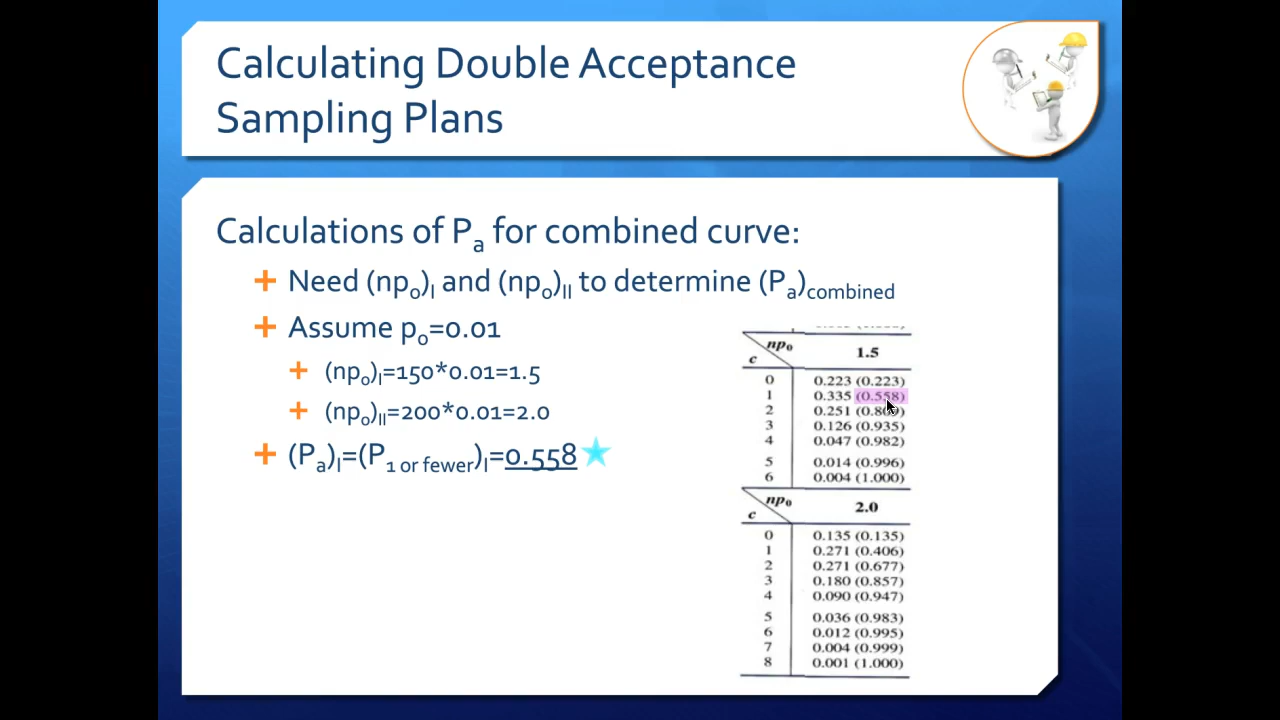 Calculating Double Acceptance
Sampling Plans
Calculations of Pa for combined curve:
Need (npo)I and (npo)II to determine (Pa)combined
Assume po=0.01
(npo)I=150*0.01=1.5
(npo)II=200*0.01=2.0
(Pa)I=(P1 or fewer)I=0.558
np0
c
1.5
0 0.223 (0.223)
1 0.335 (0.558)
2 0.251 (0.809)
3 0.126 (0.935)
4 0.047 (0.982)
5 0.014 (0.996)
6 0.004 (1.000)
np0
c
2.0
0 0.135 (0.135)
1 0.271 (0.406)
2 0.271 (0.677)
3 0.180 (0.857)
4 0.090 (0.947)
5 0.036 (0.983)
6 0.012 (0.995)
7 0.004 (0.999)
8 0.001 (1.000)